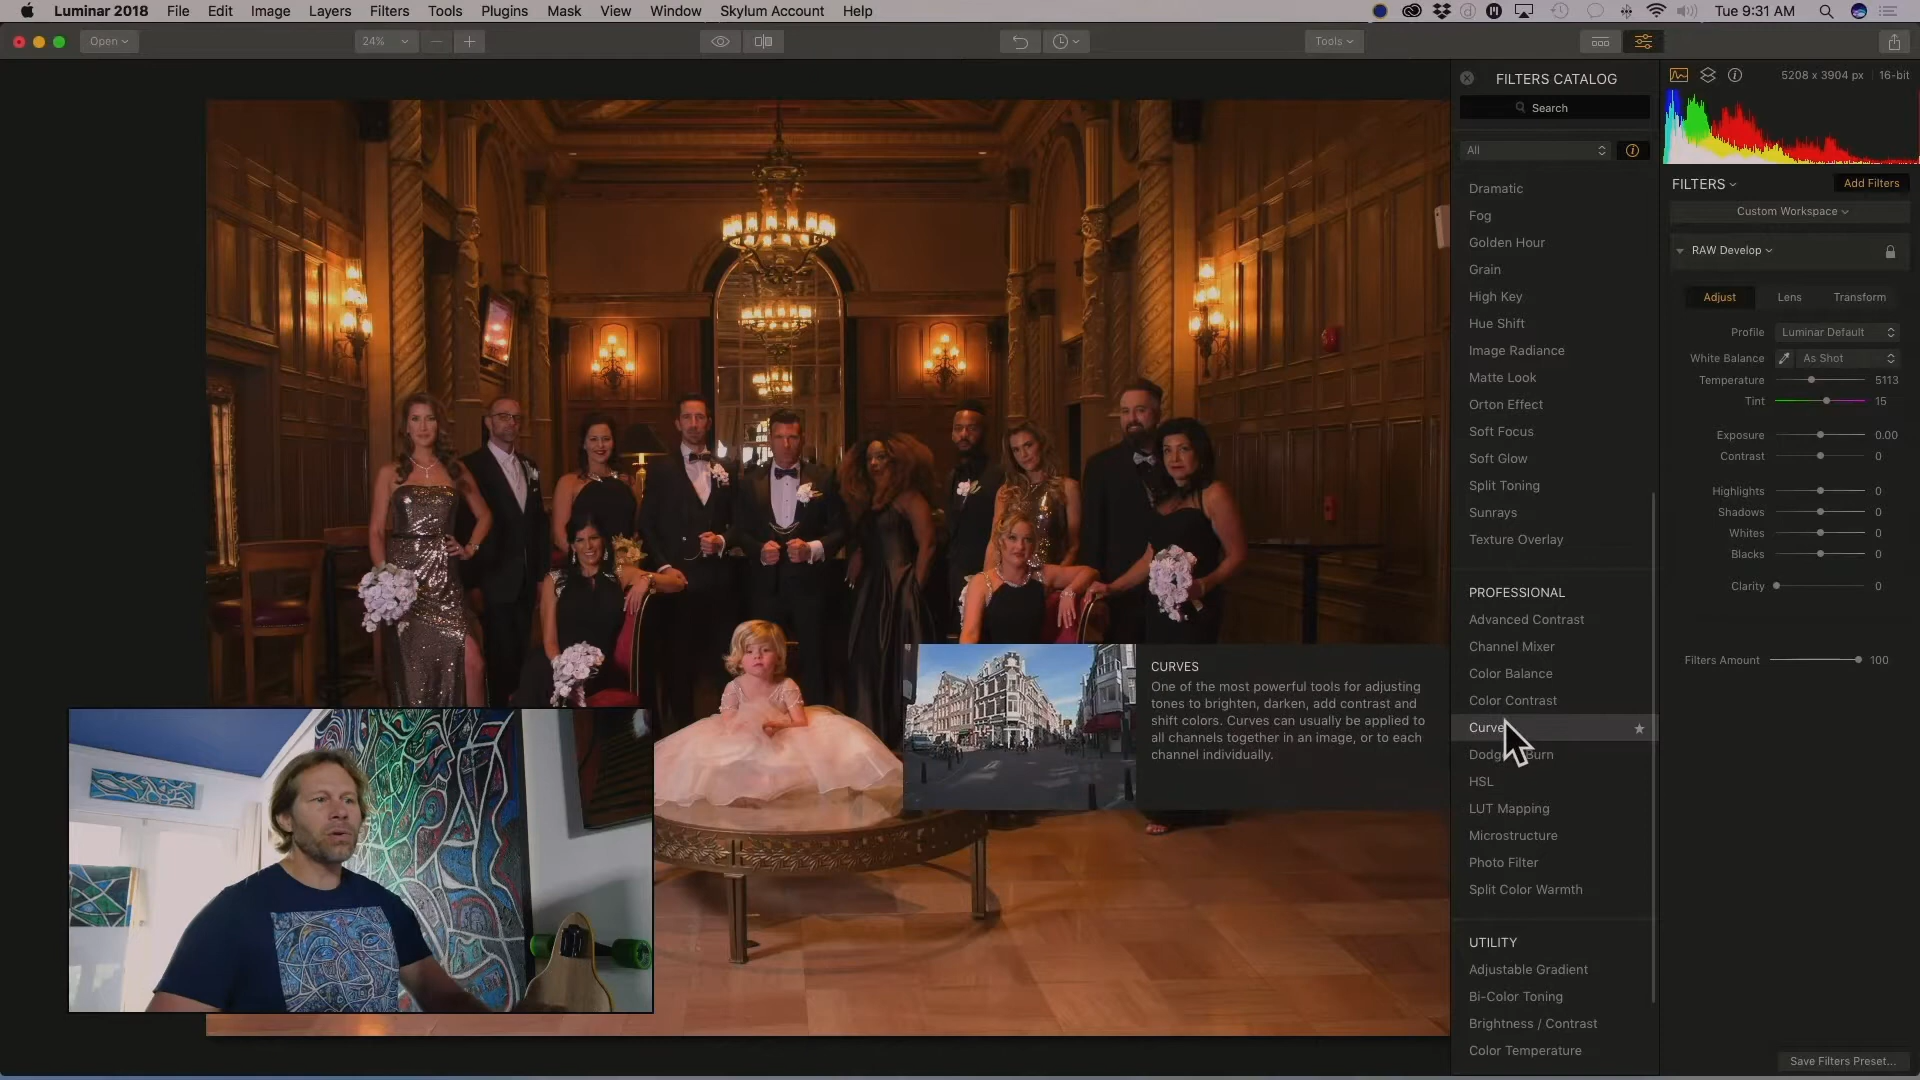 Luminar 2018 File Edit Image Layers Filters Tools Plugins Mask View Window Skylum Account Help Tue 9:31 AM
Open 24% Tools
FILTERS CATALOG
Search
All
Dramatic
Fog
Golden Hour
Grain
High Key
Hue Shift
Image Radiance
Matte Look
Orton Effect
Soft Focus
Soft Glow
Split Toning
Sunrays
Texture Overlay
PROFESSIONAL
Advanced Contrast
Channel Mixer
Color Balance
Color Contrast
Curve
Dodg Burn
HSL
LUT Mapping
Microstructure
Photo Filter
Split Color Warmth
UTILITY
Adjustable Gradient
Bi-Color Toning
Brightness / Contrast
Color Temperature
CURVES
One of the most powerful tools for adjusting
tones to brighten, darken, add contrast and
shift colors. Curves can usually be applied to
all channels together in an image, or to each
channel individually.
5208 x 3904 px 16-bit
FILTERS Add Filters
Custom Workspace
RAW Develop
Adjust Lens Transform
Profile Luminar Default
White Balance As Shot
Temperature 5113
Tint 15
Exposure 0.00
Contrast 0
Highlights 0
Shadows 0
Whites 0
Blacks 0
Clarity 0
Filters Amount 100
Save Filters Preset...